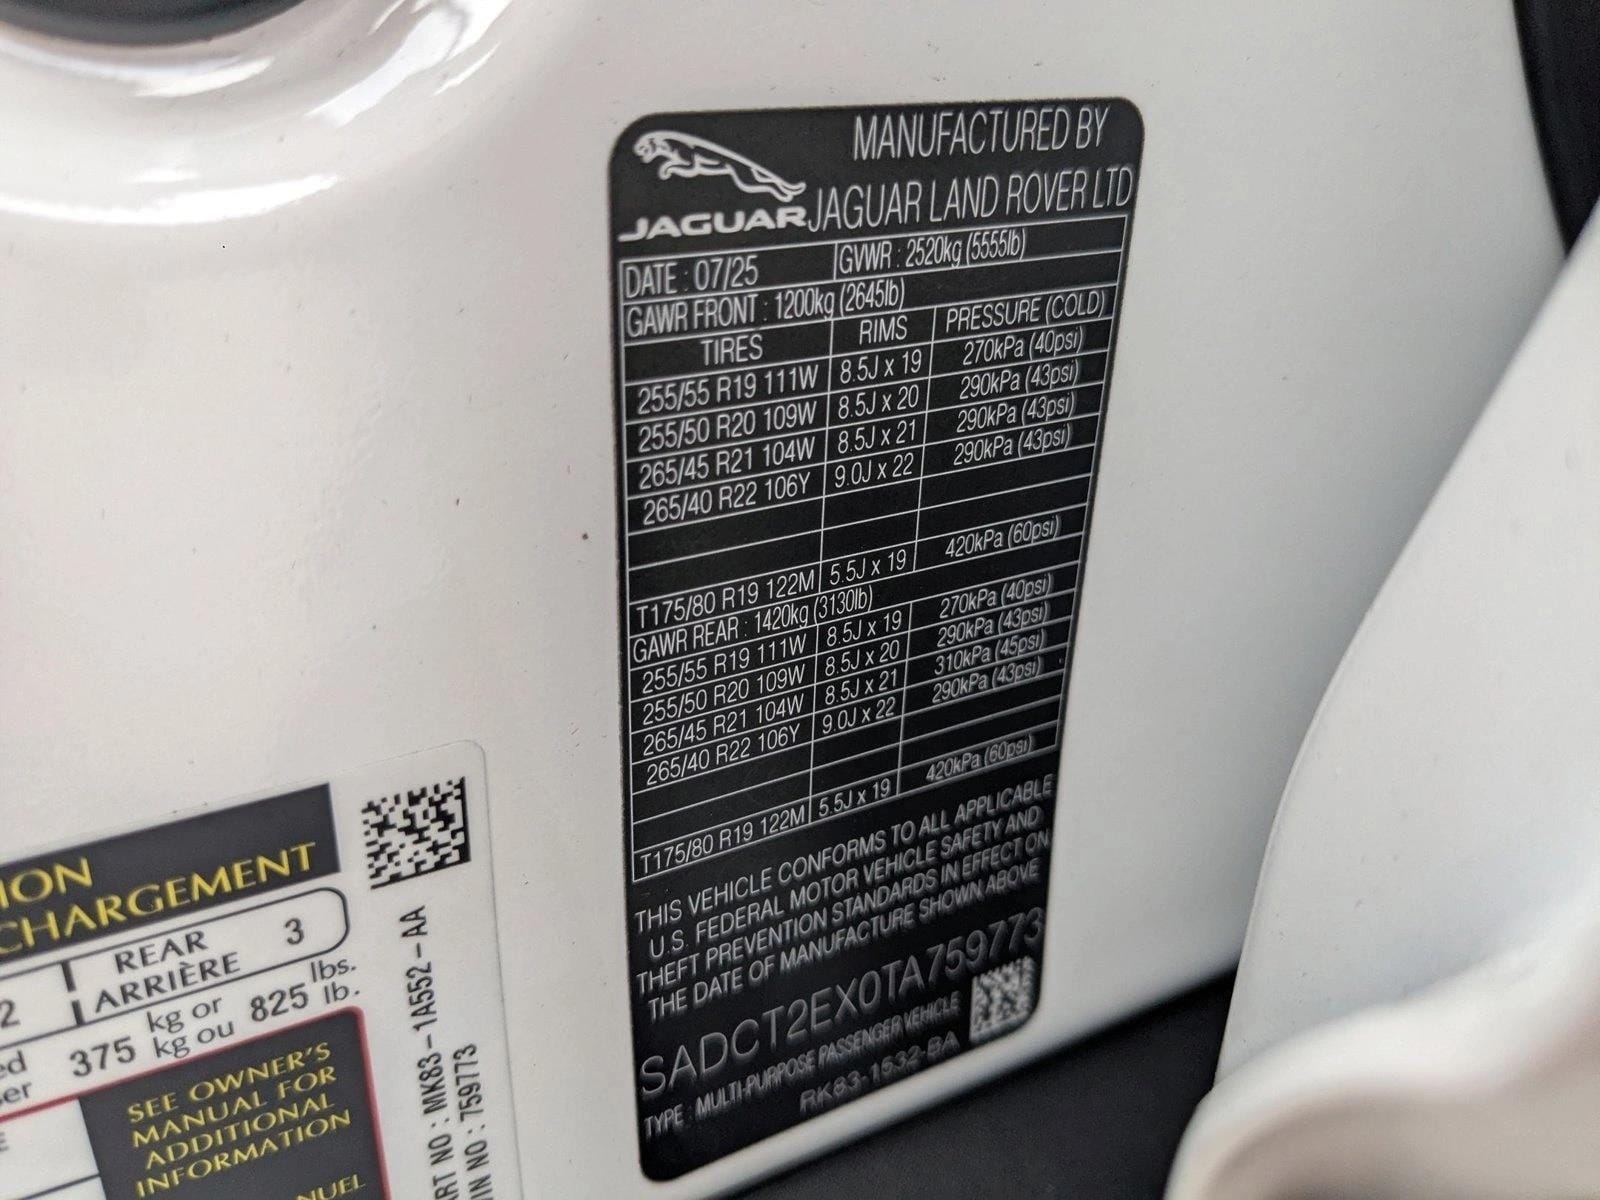 JAGUAR
MANUFACTURED BY
JAGUAR LAND ROVER LTD
DATE : 07/25 GVWR : 2520kg (5555lb)
GAWR FRONT : 1200kg (2645lb)
TIRES RIMS PRESSURE (COLD)
255/55 R19 111W 8.5J x 19 270kPa (40psi)
255/50 R20 109W 8.5J x 20 290kPa (43psi)
265/45 R21 104W 8.5J x 21 290kPa (43psi)
265/40 R22 106Y 9.0J x 22 290kPa (43psi)
T175/80 R19 122M 5.5J x 19 420kPa (60psi)
GAWR REAR : 1420kg (3130lb)
255/55 R19 111W 8.5J x 19 270kPa (40psi)
255/50 R20 109W 8.5J x 20 290kPa (43psi)
265/45 R21 104W 8.5J x 21 310kPa (45psi)
265/40 R22 106Y 9.0J x 22 290kPa (43psi)
T175/80 R19 122M 5.5J x 19 420kPa (60psi)
THIS VEHICLE CONFORMS TO ALL APPLICABLE
U.S. FEDERAL MOTOR VEHICLE SAFETY AND
THEFT PREVENTION STANDARDS IN EFFECT ON
THE DATE OF MANUFACTURE SHOWN ABOVE
SADCT2EX0TA759773
TYPE : MULTI-PURPOSE PASSENGER VEHICLE
RK83-1532-BA
ION
CHARGEMENT
2 REAR 3
ARRIÈRE
ed 375 kg or 825 lbs.
er kg ou lb.
SEE OWNER'S
MANUAL FOR
ADDITIONAL
INFORMATION
NUEL
ART NO : MK83-1A552-AA
VIN NO : 759773